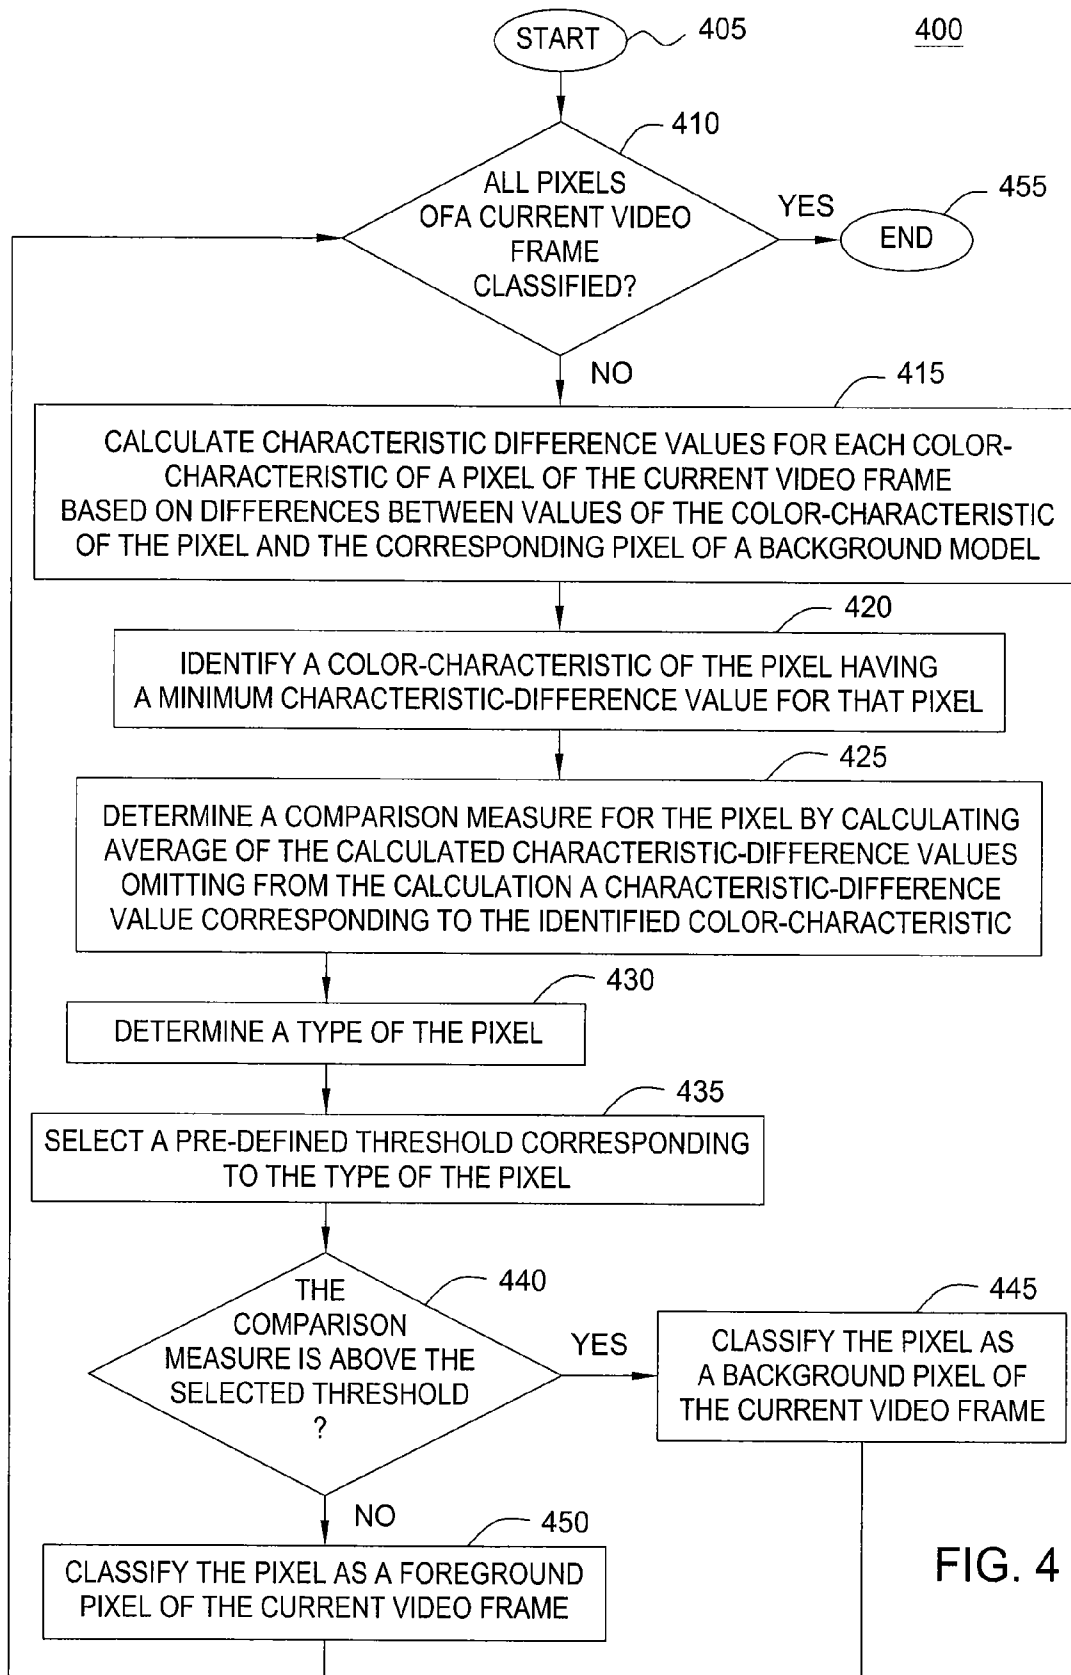 START
405
400
410
ALL PIXELS
OFA CURRENT VIDEO
FRAME
CLASSIFIED?
YES
455
END
NO
415
CALCULATE CHARACTERISTIC DIFFERENCE VALUES FOR EACH COLOR-
CHARACTERISTIC OF A PIXEL OF THE CURRENT VIDEO FRAME
BASED ON DIFFERENCES BETWEEN VALUES OF THE COLOR-CHARACTERISTIC
OF THE PIXEL AND THE CORRESPONDING PIXEL OF A BACKGROUND MODEL
420
IDENTIFY A COLOR-CHARACTERISTIC OF THE PIXEL HAVING
A MINIMUM CHARACTERISTIC-DIFFERENCE VALUE FOR THAT PIXEL
425
DETERMINE A COMPARISON MEASURE FOR THE PIXEL BY CALCULATING
AVERAGE OF THE CALCULATED CHARACTERISTIC-DIFFERENCE VALUES
OMITTING FROM THE CALCULATION A CHARACTERISTIC-DIFFERENCE
VALUE CORRESPONDING TO THE IDENTIFIED COLOR-CHARACTERISTIC
430
DETERMINE A TYPE OF THE PIXEL
435
SELECT A PRE-DEFINED THRESHOLD CORRESPONDING
TO THE TYPE OF THE PIXEL
440
THE
COMPARISON
MEASURE IS ABOVE THE
SELECTED THRESHOLD
?
YES
445
CLASSIFY THE PIXEL AS
A BACKGROUND PIXEL OF
THE CURRENT VIDEO FRAME
NO
450
CLASSIFY THE PIXEL AS A FOREGROUND
PIXEL OF THE CURRENT VIDEO FRAME
FIG. 4